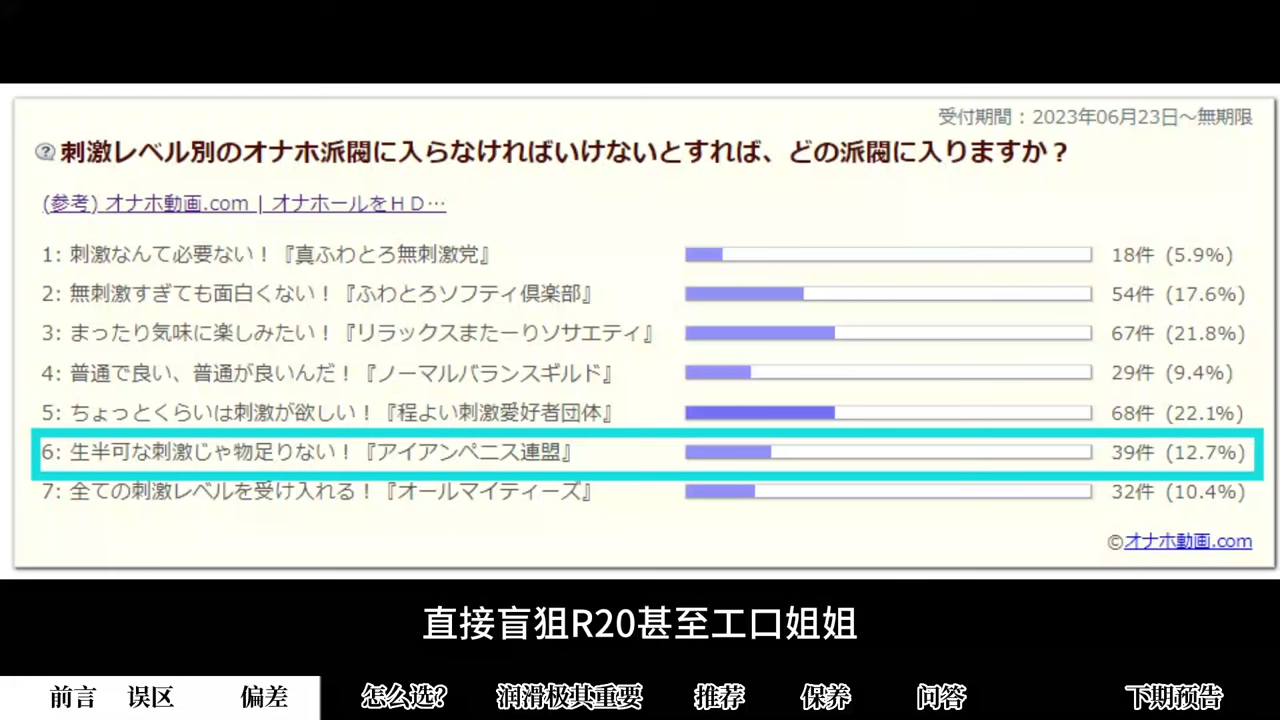 受付期間：2023年06月23日～無期限
刺激レベル別のオナホ派閥に入らなければいけないとすれば、どの派閥に入りますか？
(参考) オナホ動画.com | オナホールをＨＤ…
1: 刺激なんて必要ない！『真ふわとろ無刺激党』 18件 (5.9%)
2: 無刺激すぎても面白くない！『ふわとろソフティ倶楽部』 54件 (17.6%)
3: まったり気味に楽しみたい！『リラックスまたーりソサエティ』 67件 (21.8%)
4: 普通で良い、普通が良いんだ！『ノーマルバランスギルド』 29件 (9.4%)
5: ちょっとくらいは刺激が欲しい！『程よい刺激愛好者団体』 68件 (22.1%)
6: 生半可な刺激じゃ物足りない！『アイアンペニス連盟』 39件 (12.7%)
7: 全ての刺激レベルを受け入れる！『オールマイティーズ』 32件 (10.4%)
©オナホ動画.com
直接盲狙R20甚至工口姐姐
前言 误区 偏差 怎么选? 润滑极其重要 推荐 保养 问答 下期预告